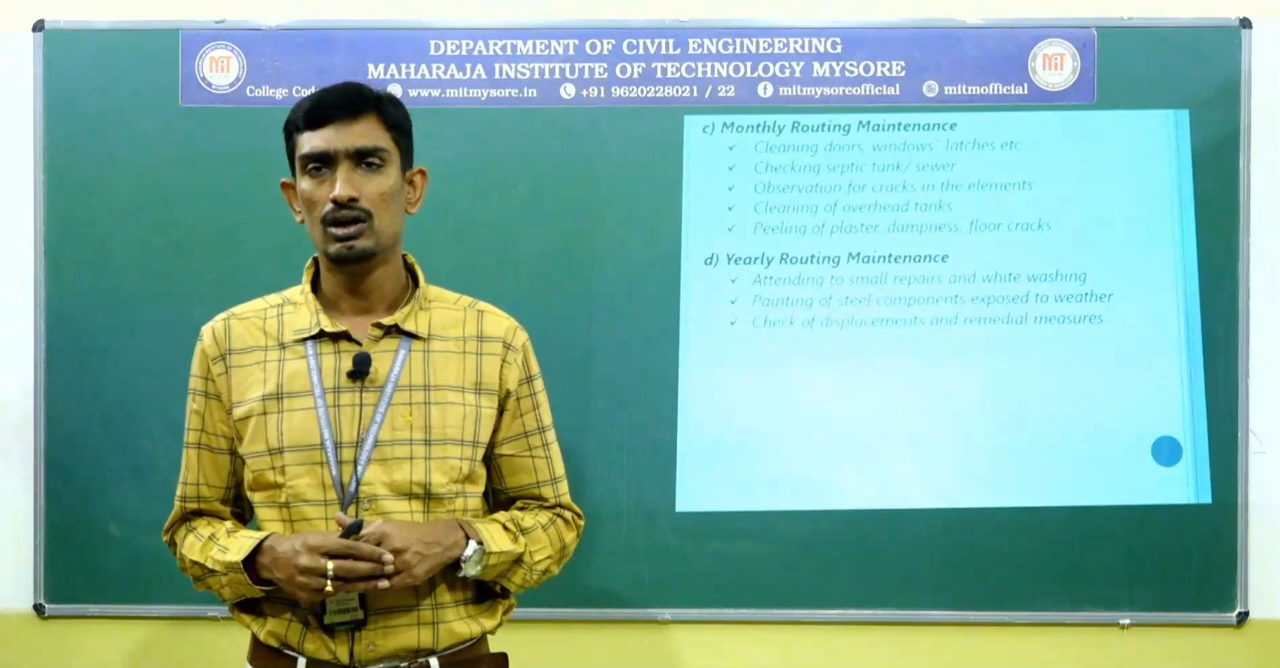 DEPARTMENT OF CIVIL ENGINEERING
MAHARAJA INSTITUTE OF TECHNOLOGY MYSORE
College Cod www.mitmysore.in +91 9620228021 / 22 mitmysoreofficial mitmofficial
MIT
MIT
c) Monthly Routing Maintenance
✓ Cleaning doors, windows" latches etc
✓ Checking septic tank/ sewer
✓ Observation for cracks in the elements
✓ Cleaning of overhead tanks
✓ Peeling of plaster, dampness, floor cracks
d) Yearly Routing Maintenance
✓ Attending to small repairs and white washing
✓ Painting of steel components exposed to weather
✓ Check of displacements and remedial measures